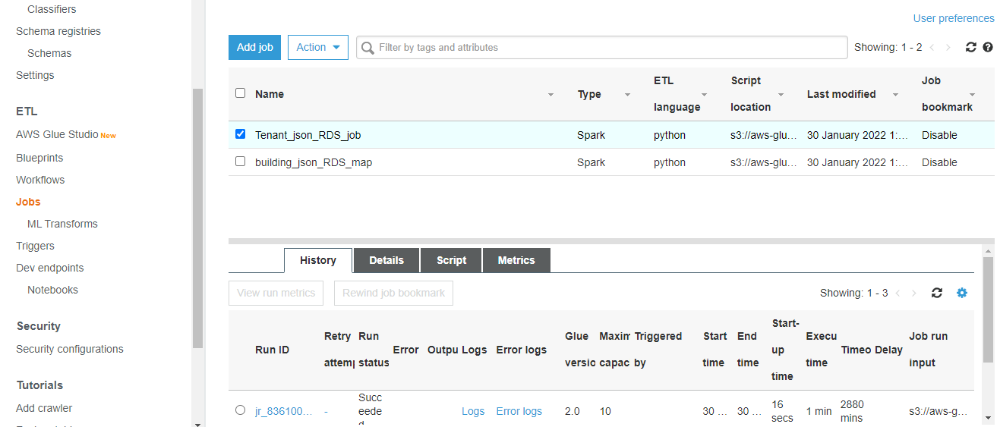 Classifiers
Schema registries
Schemas
Settings
ETL
AWS Glue Studio New
Blueprints
Workflows
Jobs
ML Transforms
Triggers
Dev endpoints
Notebooks
Security
Security configurations
Tutorials
Add crawler
User preferences
Add job Action Filter by tags and attributes Showing: 1 - 2
Name Type ETL language Script location Last modified Job bookmark
Tenant_json_RDS_job Spark python s3://aws-glu... 30 January 2022 1:... Disable
building_json_RDS_map Spark python s3://aws-glu... 30 January 2022 1:... Disable
History Details Script Metrics
View run metrics Rewind job bookmark Showing: 1 - 3
Run ID Retry attemp Run status Error Outpu Logs Error logs Glue versio Maxim capac Triggered by Start time End time Start-up time Execu time Timeo Delay Job run input
jr_836100... - Succeeded Logs Error logs 2.0 10 30 ... 30 ... 16 secs 1 min 2880 mins s3://aws-g...